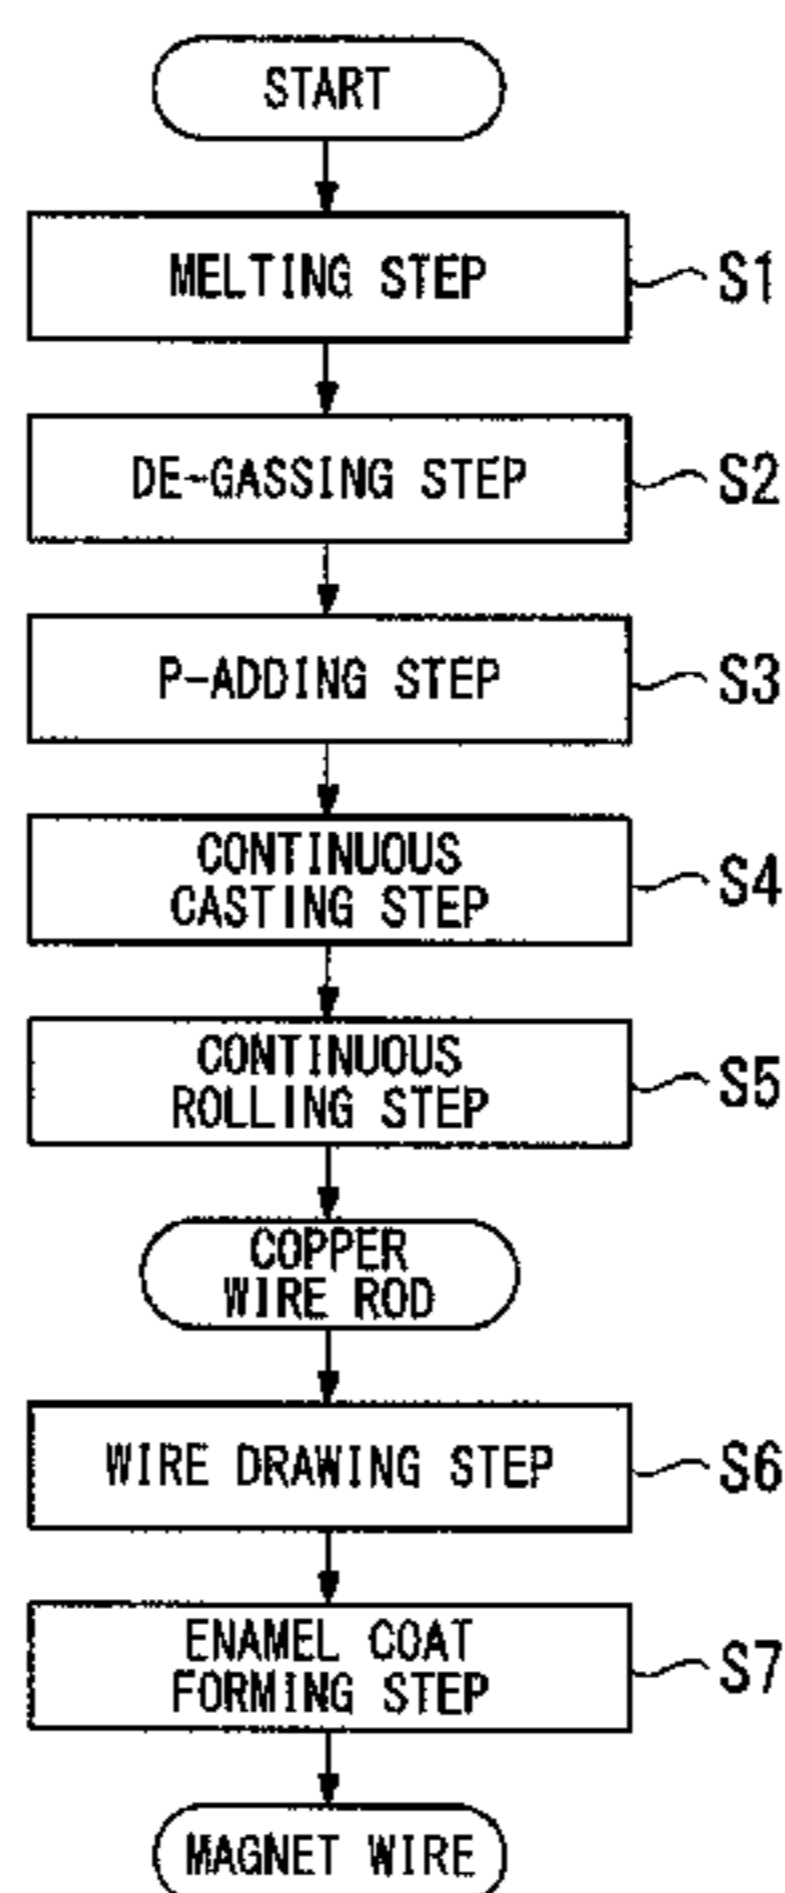 START
MELTING STEP
S1
DE-GASSING STEP
S2
P-ADDING STEP
S3
CONTINUOUS
CASTING STEP
S4
CONTINUOUS
ROLLING STEP
S5
COPPER
WIRE ROD
WIRE DRAWING STEP
S6
ENAMEL COAT
FORMING STEP
S7
MAGNET WIRE